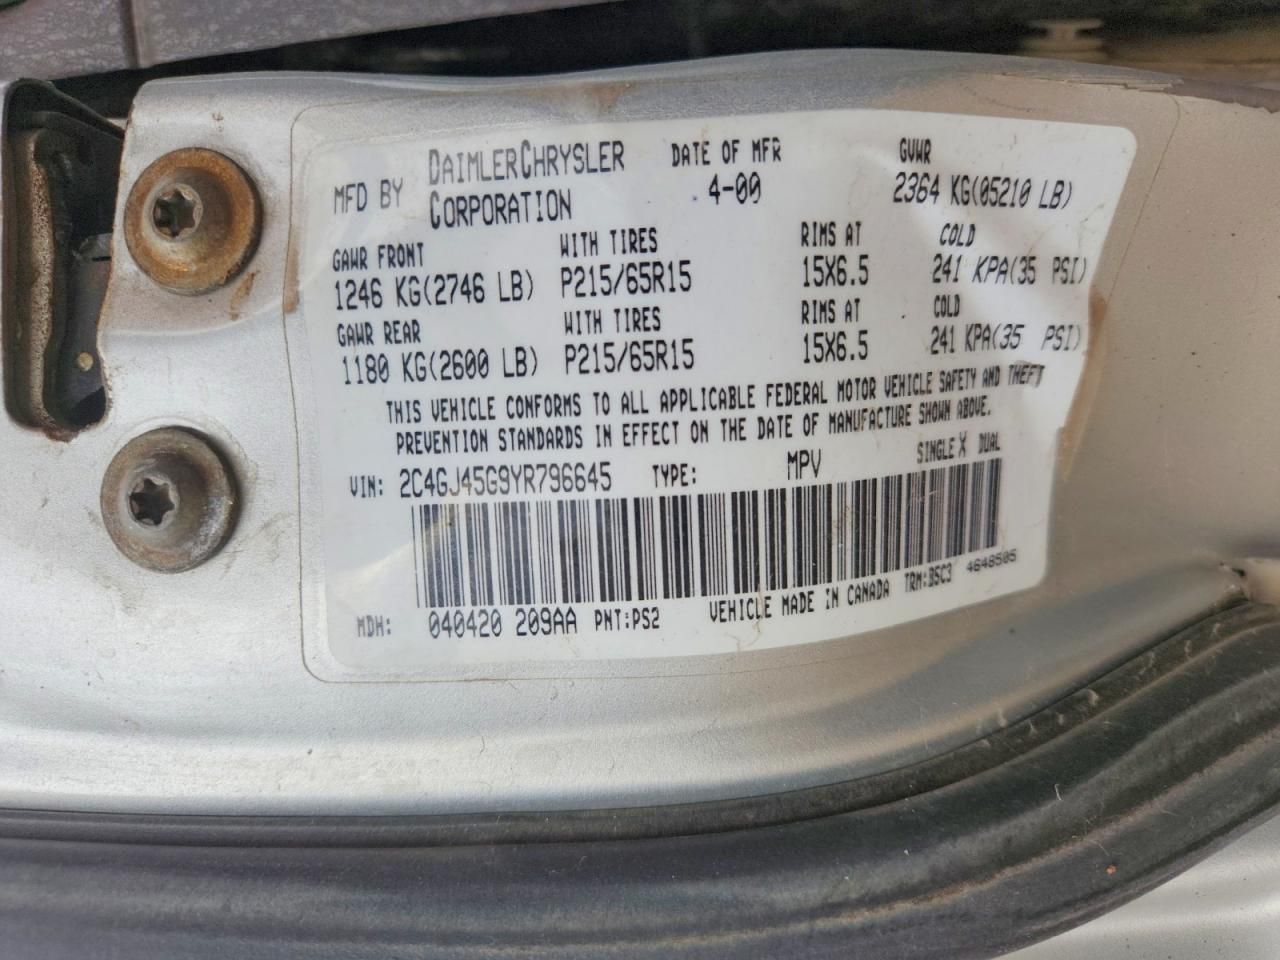 MFD BY DAIMLERCHRYSLER CORPORATION DATE OF MFR 4-00 GVWR 2364 KG(05210 LB)
GAWR FRONT WITH TIRES RIMS AT COLD
1246 KG(2746 LB) P215/65R15 15X6.5 241 KPA(35 PSI)
GAWR REAR WITH TIRES RIMS AT COLD
1180 KG(2600 LB) P215/65R15 15X6.5 241 KPA(35 PSI)
THIS VEHICLE CONFORMS TO ALL APPLICABLE FEDERAL MOTOR VEHICLE SAFETY AND THEFT
PREVENTION STANDARDS IN EFFECT ON THE DATE OF MANUFACTURE SHOWN ABOVE.
VIN: 2C4GJ45G9YR796645 TYPE: MPV SINGLE X DUAL
MDH: 040420 209AA PNT:PS2 VEHICLE MADE IN CANADA TRM:BSC3 4648505